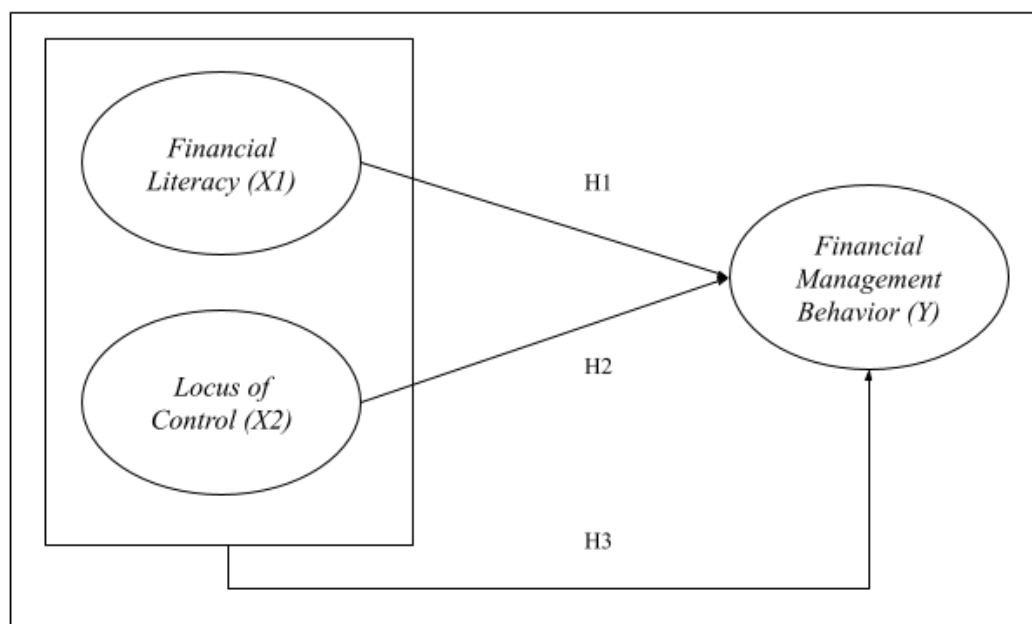 Financial
Literacy (X1)
H1
Financial
Management
Behavior (Y)
H2
Locus of
Control (X2)
H3